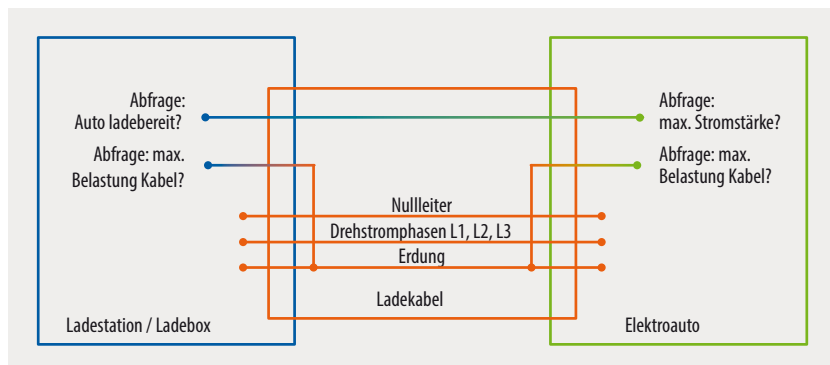 Abfrage:
Auto ladebereit?
Abfrage: max.
Belastung Kabel?
Abfrage:
max. Stromstärke?
Abfrage: max.
Belastung Kabel?
Nullleiter
Drehstromphasen L1, L2, L3
Erdung
Ladekabel
Ladestation / Ladebox
Elektroauto